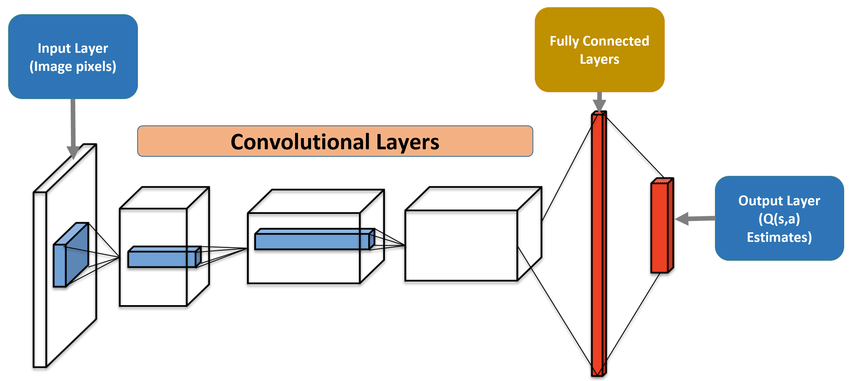 Input Layer
(Image pixels)
Fully Connected
Layers
Convolutional Layers
Output Layer
(Q(s,a)
Estimates)